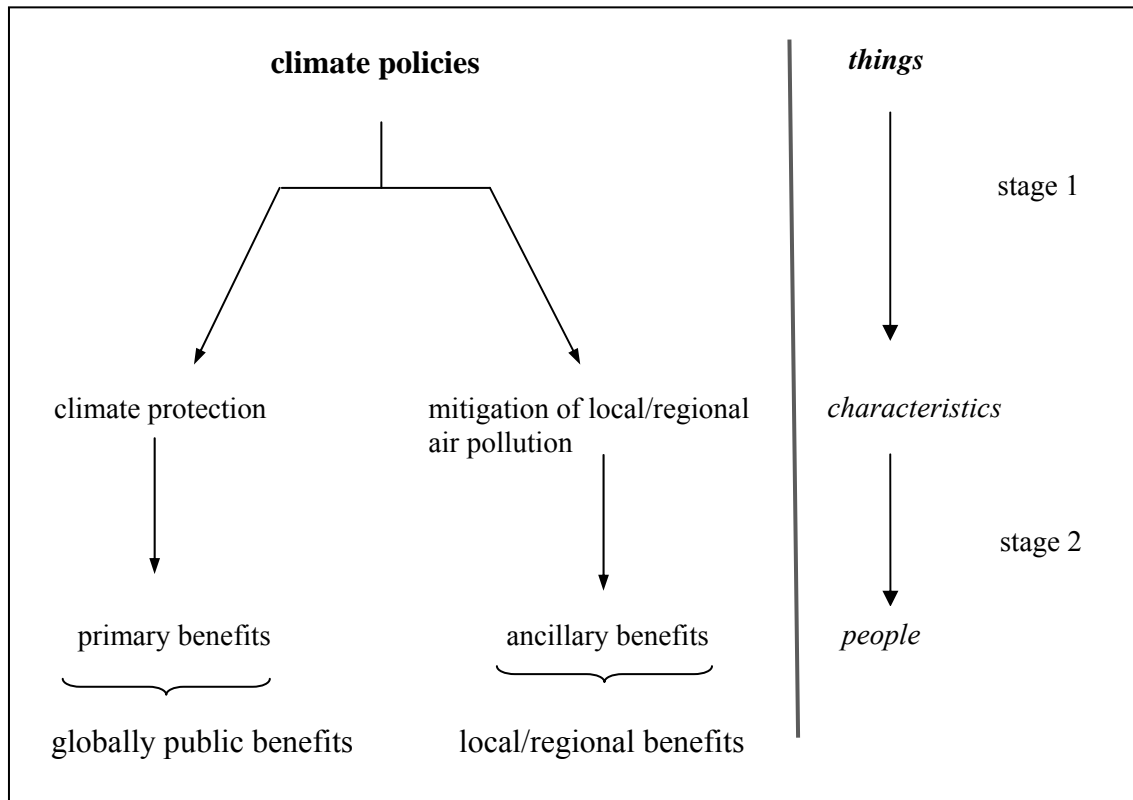 climate policies
things
stage 1
climate protection
mitigation of local/regional
air pollution
characteristics
stage 2
primary benefits
ancillary benefits
people
globally public benefits
local/regional benefits